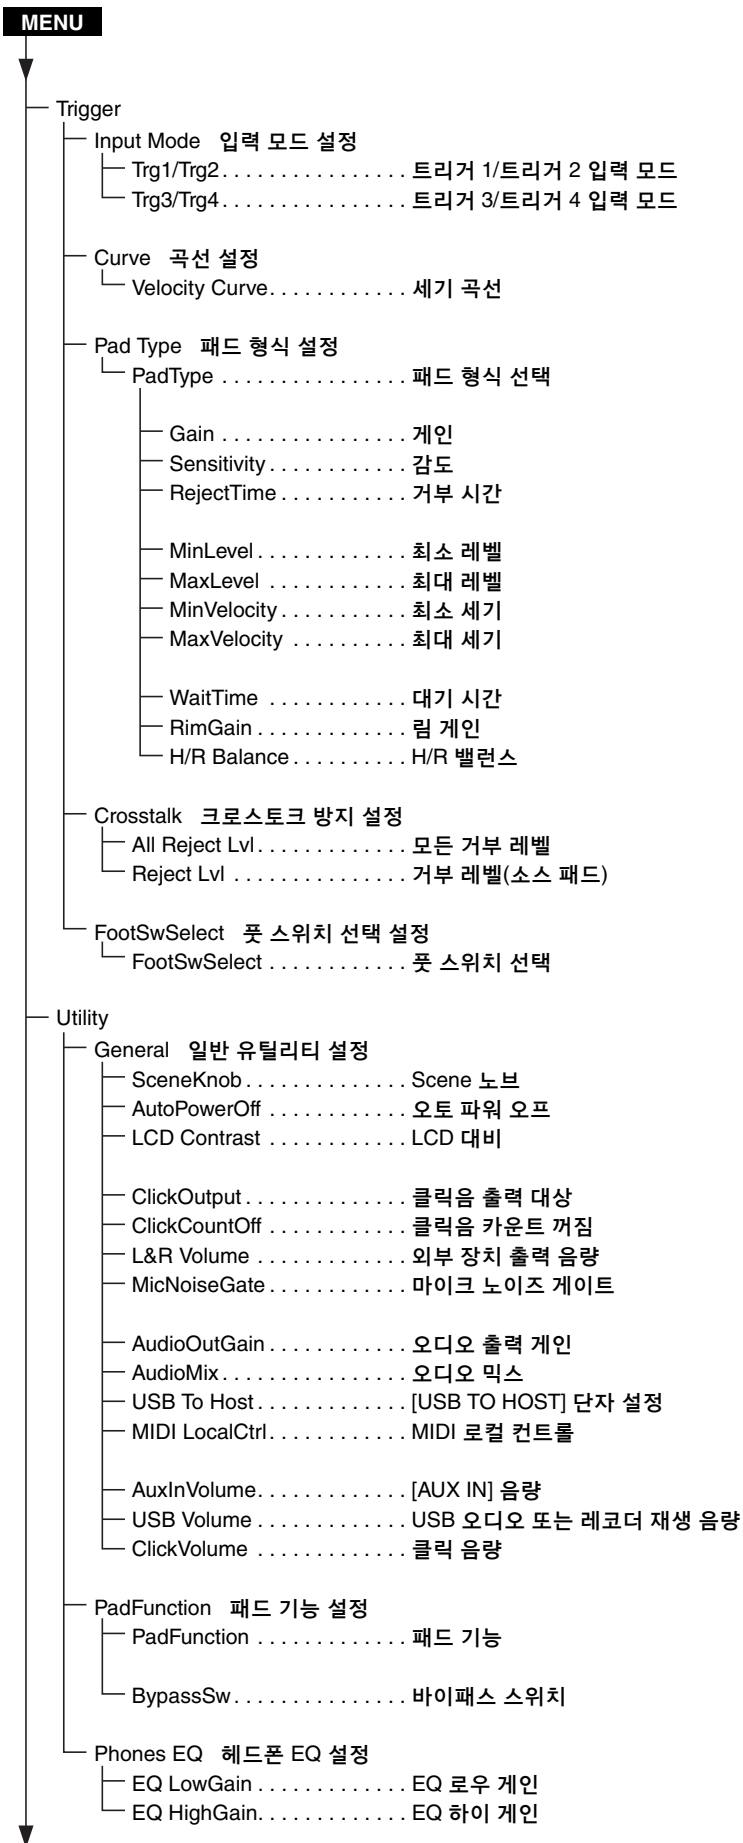 MENU
Trigger
Input Mode 입력 모드 설정
Trg1/Trg2. . . . . . . . . . . . . . . . 트리거 1/트리거 2 입력 모드
Trg3/Trg4. . . . . . . . . . . . . . . . 트리거 3/트리거 4 입력 모드
Curve 곡선 설정
Velocity Curve. . . . . . . . . . . . 세기 곡선
Pad Type 패드 형식 설정
PadType . . . . . . . . . . . . . . . . 패드 형식 선택
Gain . . . . . . . . . . . . . . . . 게인
Sensitivity. . . . . . . . . . . . 감도
RejectTime . . . . . . . . . . . 거부 시간
MinLevel . . . . . . . . . . . . . 최소 레벨
MaxLevel . . . . . . . . . . . . 최대 레벨
MinVelocity . . . . . . . . . . . 최소 세기
MaxVelocity . . . . . . . . . . 최대 세기
WaitTime . . . . . . . . . . . . 대기 시간
RimGain . . . . . . . . . . . . . 림 게인
H/R Balance. . . . . . . . . . H/R 밸런스
Crosstalk 크로스토크 방지 설정
All Reject Lvl . . . . . . . . . . . . . 모든 거부 레벨
Reject Lvl . . . . . . . . . . . . . . . 거부 레벨(소스 패드)
FootSwSelect 풋 스위치 선택 설정
FootSwSelect . . . . . . . . . . . . 풋 스위치 선택
Utility
General 일반 유틸리티 설정
SceneKnob . . . . . . . . . . . . . . Scene 노브
AutoPowerOff . . . . . . . . . . . . 오토 파워 오프
LCD Contrast . . . . . . . . . . . . LCD 대비
ClickOutput . . . . . . . . . . . . . . 클릭음 출력 대상
ClickCountOff . . . . . . . . . . . . 클릭음 카운트 꺼짐
L&R Volume . . . . . . . . . . . . . 외부 장치 출력 음량
MicNoiseGate . . . . . . . . . . . . 마이크 노이즈 게이트
AudioOutGain . . . . . . . . . . . . 오디오 출력 게인
AudioMix . . . . . . . . . . . . . . . . 오디오 믹스
USB To Host . . . . . . . . . . . . . [USB TO HOST] 단자 설정
MIDI LocalCtrl. . . . . . . . . . . . MIDI 로컬 컨트롤
AuxInVolume. . . . . . . . . . . . . [AUX IN] 음량
USB Volume . . . . . . . . . . . . . USB 오디오 또는 레코더 재생 음량
ClickVolume . . . . . . . . . . . . . 클릭 음량
PadFunction 패드 기능 설정
PadFunction . . . . . . . . . . . . . 패드 기능
BypassSw . . . . . . . . . . . . . . . 바이패스 스위치
Phones EQ 헤드폰 EQ 설정
EQ LowGain . . . . . . . . . . . . . EQ 로우 게인
EQ HighGain. . . . . . . . . . . . . EQ 하이 게인